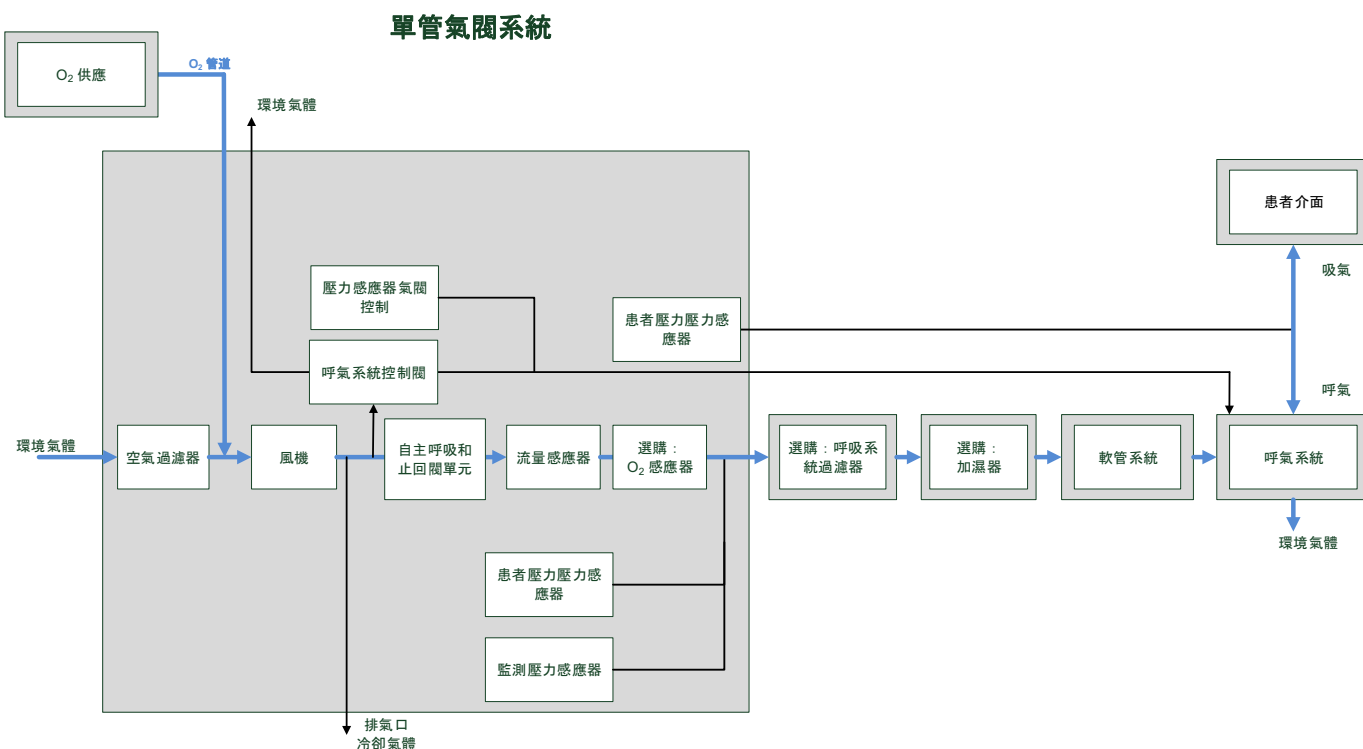 單管氣閥系統
O₂ 供應
O₂ 管道
環境氣體
患者介面
吸氣
壓力感應器氣閥
控制
患者壓力壓力感
應器
呼氣系統控制閥
呼氣
環境氣體
空氣過濾器
風機
自主呼吸和
止回閥單元
流量感應器
選購：
O₂ 感應器
選購：呼吸系
統過濾器
選購：
加濕器
軟管系統
呼氣系統
環境氣體
患者壓力壓力感
應器
監測壓力感應器
排氣口
冷卻氣體